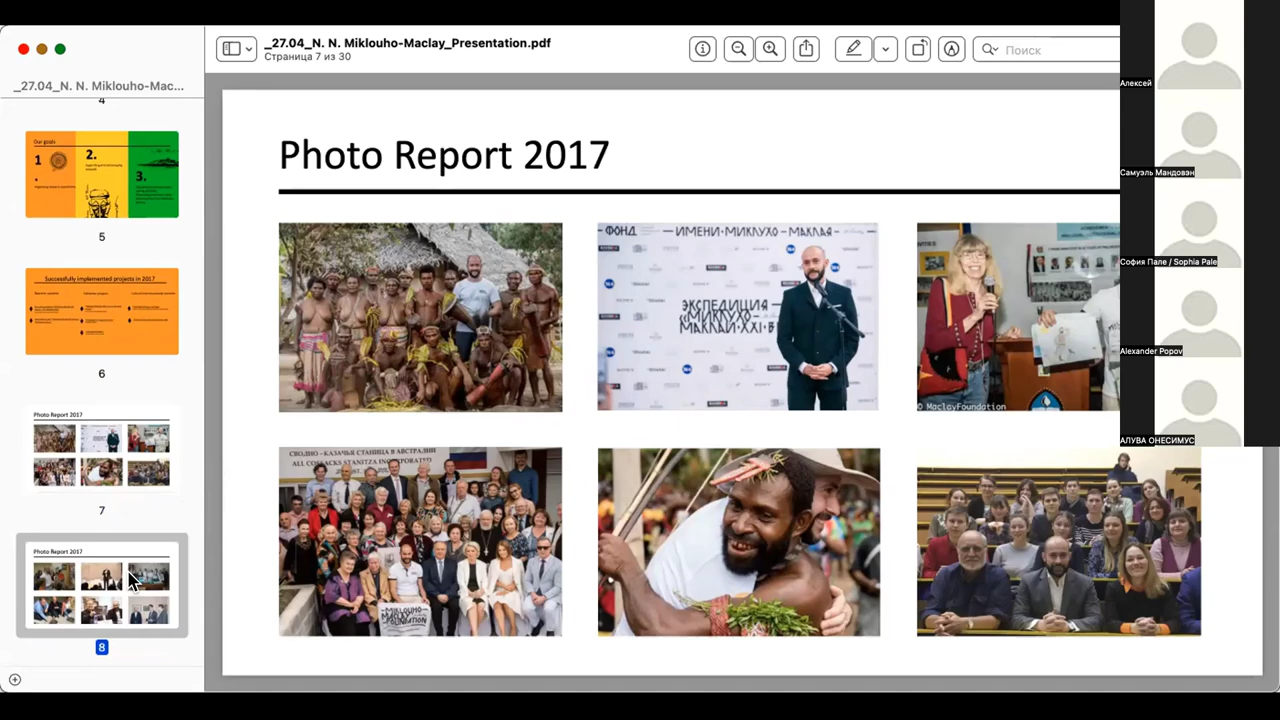 _27.04_N. N. Miklouho-Maclay_Presentation.pdf
Страница 7 из 30
Поиск
_27.04_N. N. Miklouho-Mac...
4
Our goals
1
2.
3.
5
Successfully implemented projects in 2017
6
Photo Report 2017
7
Photo Report 2017
8
Photo Report 2017
ФОНД
ИМЕНИ·МИКЛУХО·МАКЛАЯ
ЭКСПЕДИЦИЯ
«МИКЛУХО
МАКЛАЙ·XXI·В
© MaclayFoundation
СВОДНО - КАЗАЧЬЯ СТАНИЦА В АВСТРАЛИИ
ALL COSSACKS STANITZA INCORPORATED
MIKLOUHO
MACLAY
FOUNDATION
Алексей
Самуэль Мандовэн
София Пале / Sophia Pale
Alexander Popov
АЛУВА ОНЕСИМУС